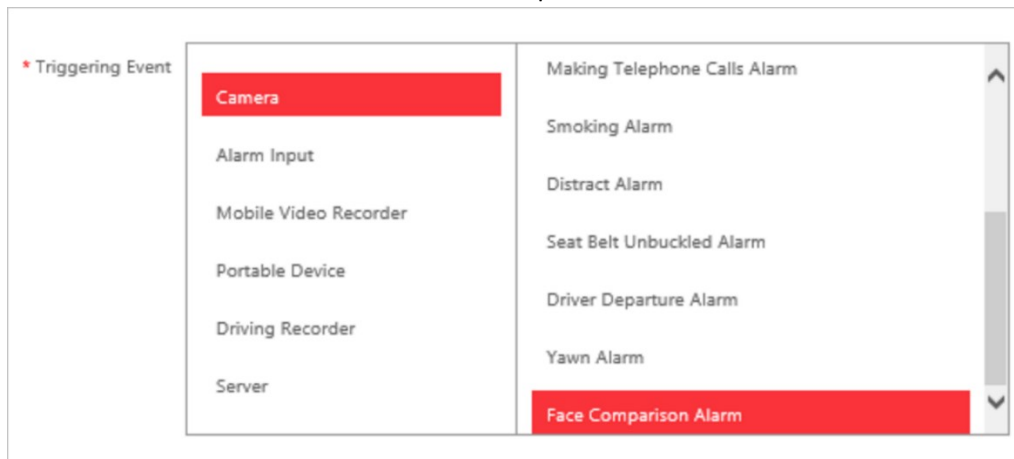 * Triggering Event
Camera
Alarm Input
Mobile Video Recorder
Portable Device
Driving Recorder
Server
Making Telephone Calls Alarm
Smoking Alarm
Distract Alarm
Seat Belt Unbuckled Alarm
Driver Departure Alarm
Yawn Alarm
Face Comparison Alarm